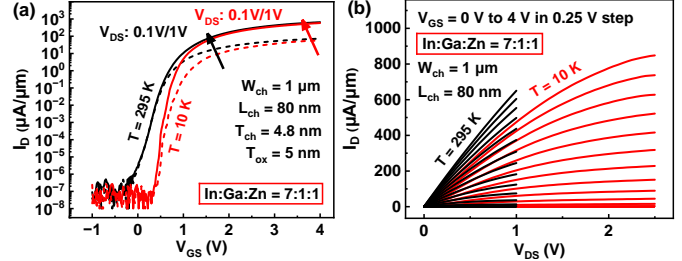 (a)
V_DS: 0.1V/1V
V_DS: 0.1V/1V
T = 295 K
T = 10 K
W_ch = 1 µm
L_ch = 80 nm
T_ch = 4.8 nm
T_ox = 5 nm
In:Ga:Zn = 7:1:1
I_D (µA/µm)
10^3
10^2
10^1
10^0
10^-1
10^-2
10^-3
10^-4
10^-5
10^-6
10^-7
10^-8
−1 0 1 2 3 4
V_GS (V)
(b)
V_GS = 0 V to 4 V in 0.25 V step
In:Ga:Zn = 7:1:1
W_ch = 1 µm
L_ch = 80 nm
T = 10 K
T = 295 K
I_D (µA/µm)
1000
800
600
400
200
0
0 1 2
V_DS (V)